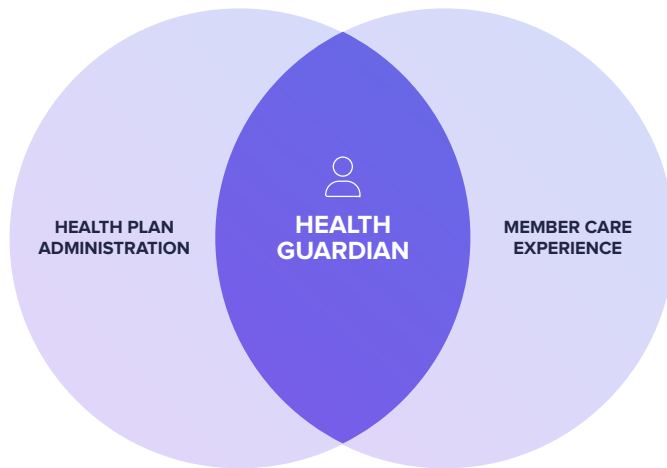 HEALTH PLAN
ADMINISTRATION
HEALTH
GUARDIAN
MEMBER CARE
EXPERIENCE